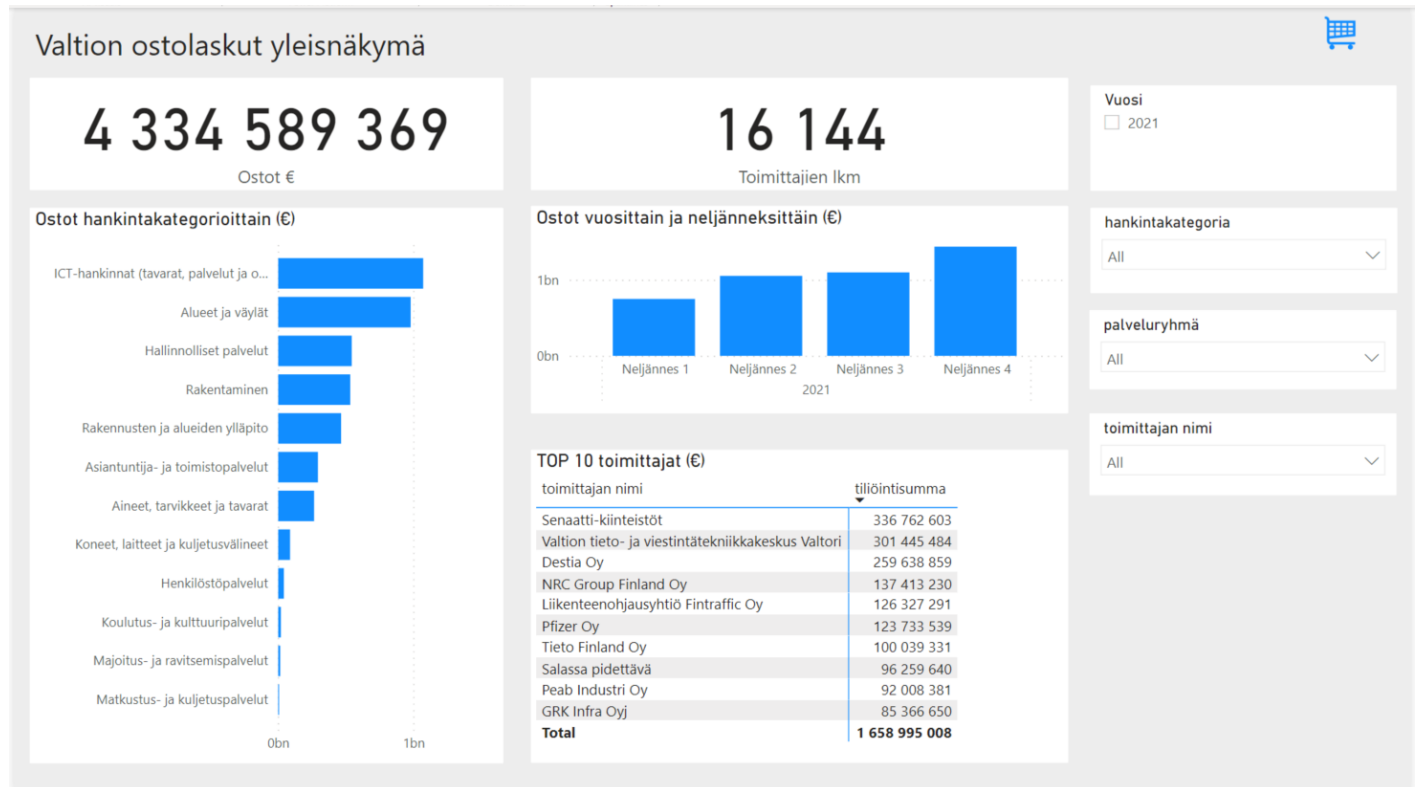 Valtion ostolaskut yleisnäkymä
4 334 589 369
Ostot €
16 144
Toimittajien lkm
Vuosi
2021
Ostot hankintakategorioittain (€)
ICT-hankinnat (tavarat, palvelut ja o...
Alueet ja väylät
Hallinnolliset palvelut
Rakentaminen
Rakennusten ja alueiden ylläpito
Asiantuntija- ja toimistopalvelut
Aineet, tarvikkeet ja tavarat
Koneet, laitteet ja kuljetusvälineet
Henkilöstöpalvelut
Koulutus- ja kulttuuripalvelut
Majoitus- ja ravitsemispalvelut
Matkustus- ja kuljetuspalvelut
0bn 1bn
Ostot vuosittain ja neljänneksittäin (€)
1bn
0bn
Neljännes 1 Neljännes 2 Neljännes 3 Neljännes 4
2021
TOP 10 toimittajat (€)
toimittajan nimi tiliöintisumma
Senaatti-kiinteistöt 336 762 603
Valtion tieto- ja viestintätekniikkakeskus Valtori 301 445 484
Destia Oy 259 638 859
NRC Group Finland Oy 137 413 230
Liikenteenohjausyhtiö Fintraffic Oy 126 327 291
Pfizer Oy 123 733 539
Tieto Finland Oy 100 039 331
Salassa pidettävä 96 259 640
Peab Industri Oy 92 008 381
GRK Infra Oyj 85 366 650
Total 1 658 995 008
hankintakategoria
All
palveluryhmä
All
toimittajan nimi
All